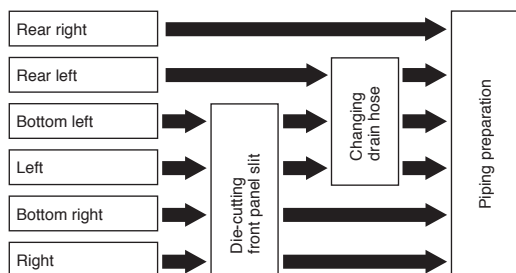 Rear right
Rear left
Bottom left
Left
Bottom right
Right
Die-cutting
front panel slit
Changing
drain hose
Piping preparation